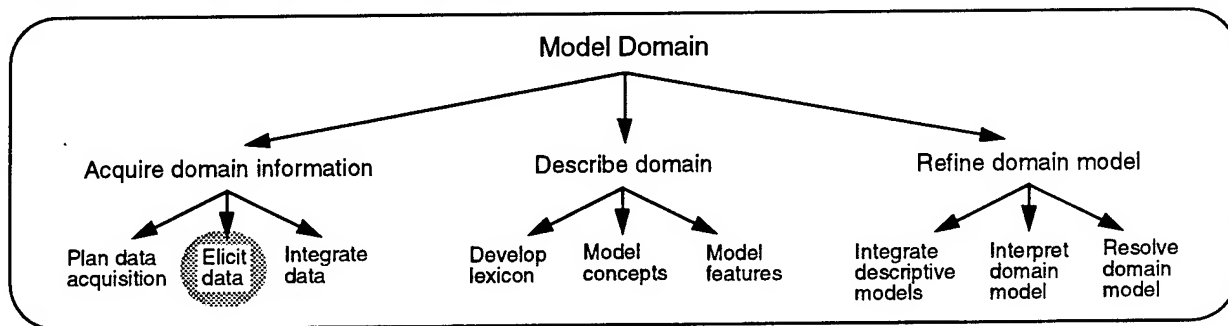 Model Domain
Acquire domain information
Describe domain
Refine domain model
Plan data
acquisition
Elicit
data
Integrate
data
Develop
lexicon
Model
concepts
Model
features
Integrate
descriptive
models
Interpret
domain
model
Resolve
domain
model